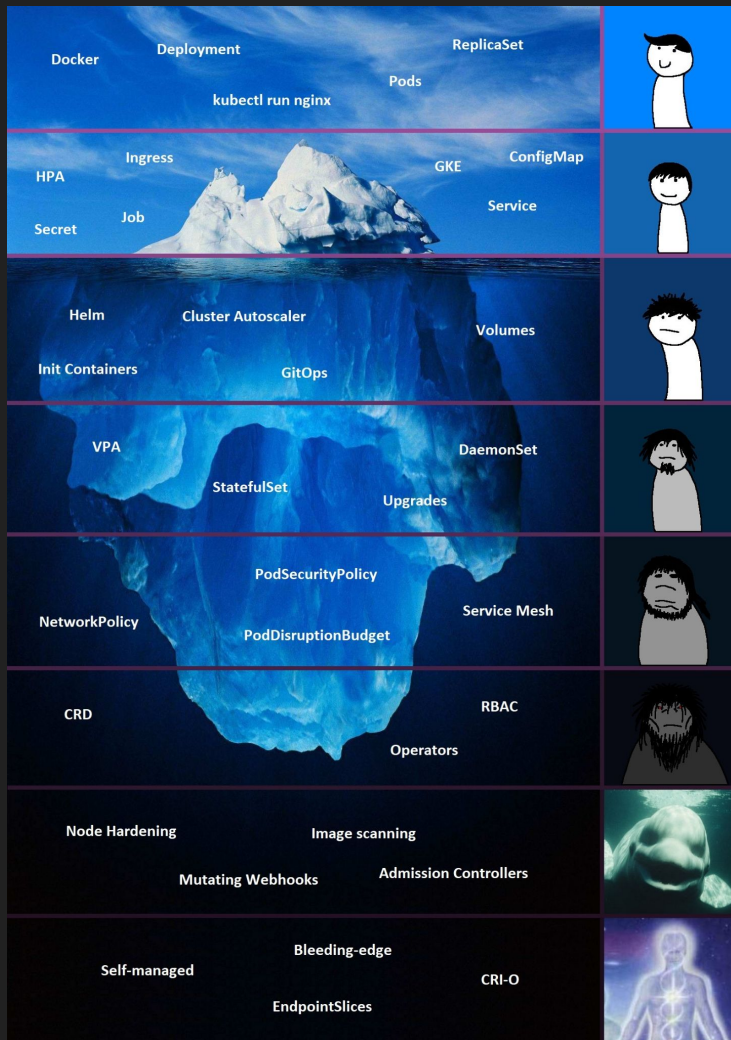 Docker
Deployment
ReplicaSet
Pods
kubectl run nginx
HPA
Ingress
GKE
ConfigMap
Secret
Job
Service
Helm
Cluster Autoscaler
Volumes
Init Containers
GitOps
VPA
DaemonSet
StatefulSet
Upgrades
PodSecurityPolicy
NetworkPolicy
Service Mesh
PodDisruptionBudget
CRD
RBAC
Operators
Node Hardening
Image scanning
Mutating Webhooks
Admission Controllers
Bleeding-edge
Self-managed
CRI-O
EndpointSlices